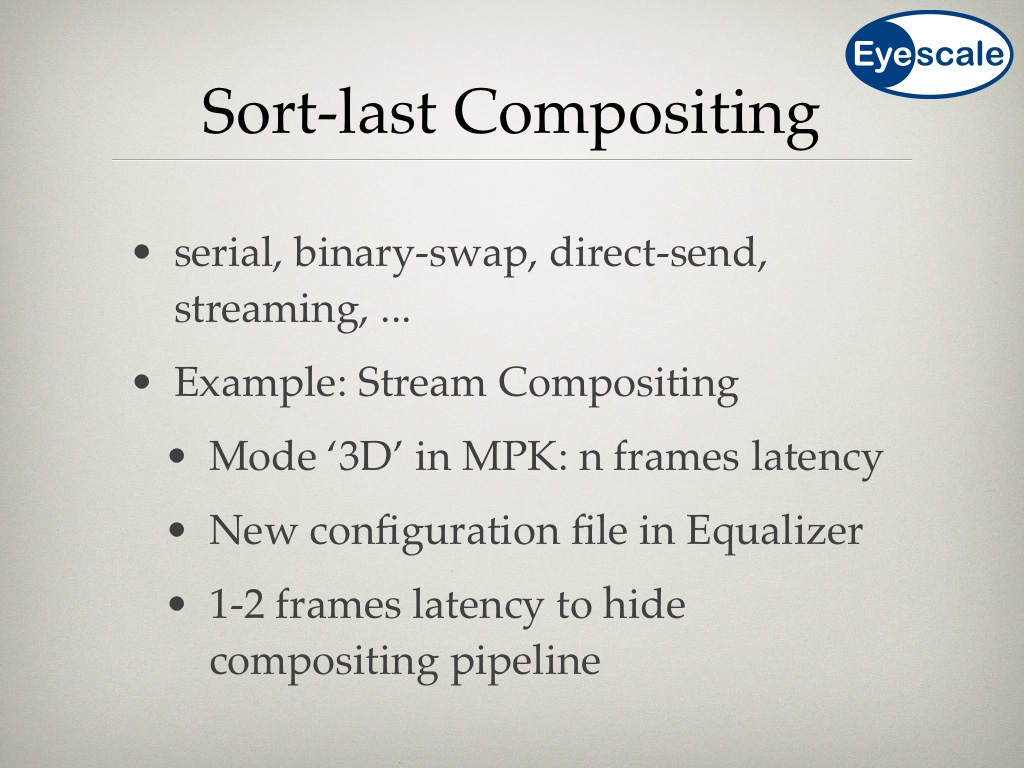 Eyescale
Sort-last Compositing
• serial, binary-swap, direct-send,
streaming, ...
• Example: Stream Compositing
• Mode ‘3D’ in MPK: n frames latency
• New configuration file in Equalizer
• 1-2 frames latency to hide
compositing pipeline